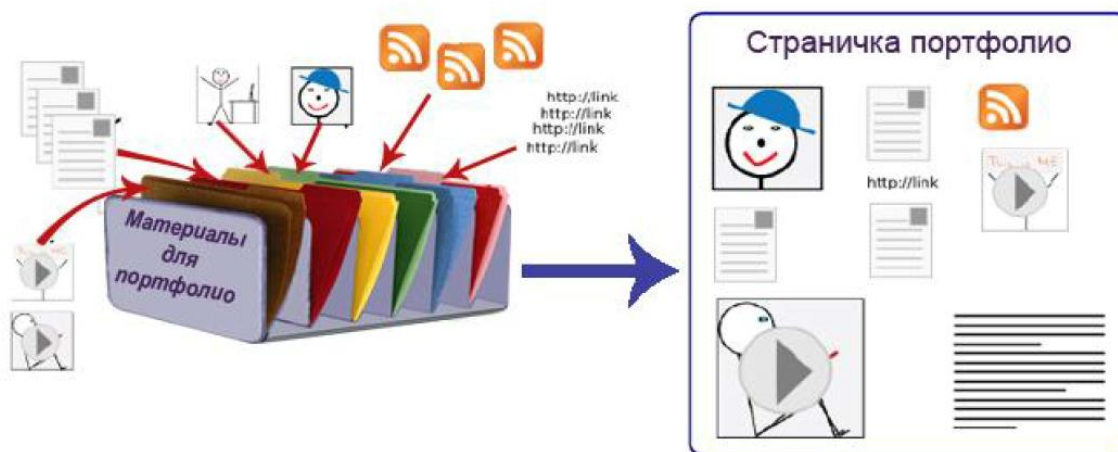 http://link
http://link
http://link
http://link
Материалы
для
портфолио
Страничка портфолио
http://link